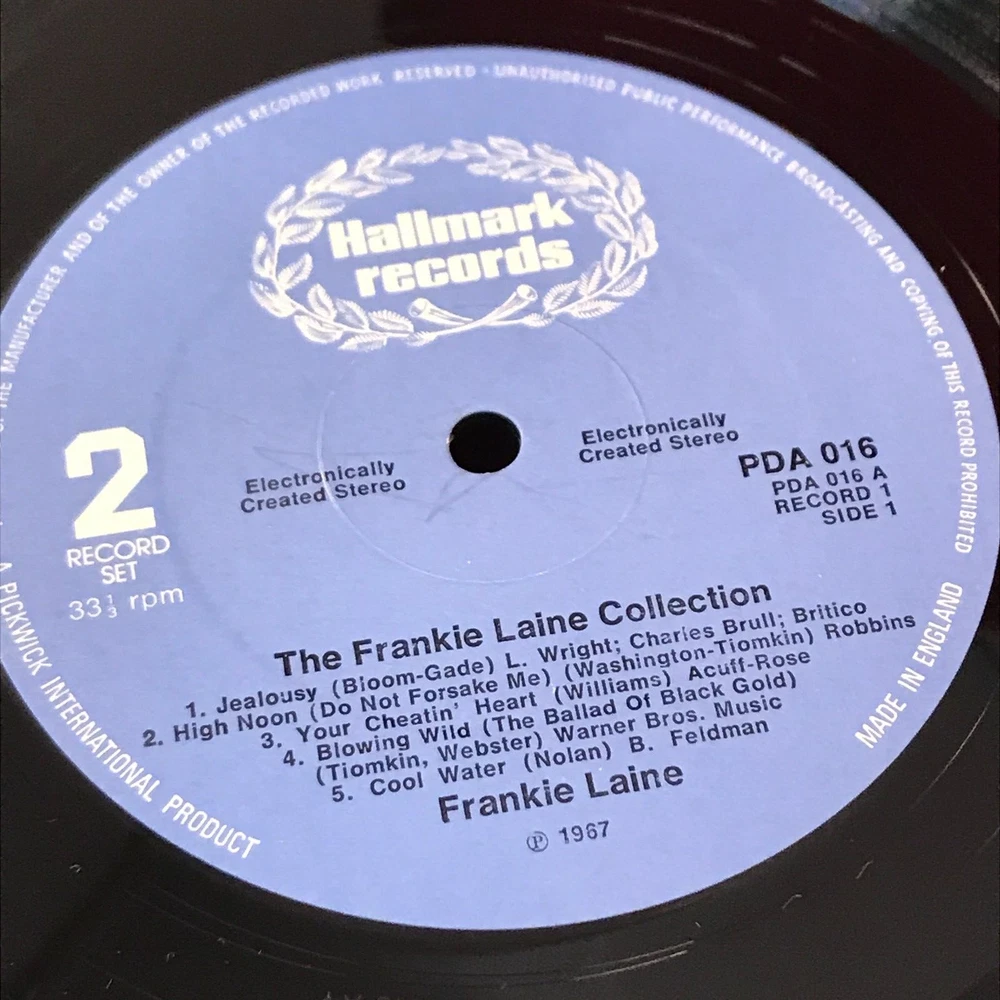 OF THE MANUFACTURER AND OF THE OWNER OF THE RECORDED WORK RESERVED · UNAUTHORISED PUBLIC PERFORMANCE BROADCASTING AND COPYING OF THIS RECORD PROHIBITED
Hallmark
records
2
RECORD
SET
33⅓ rpm
Electronically
Created Stereo
Electronically
Created Stereo
PDA 016
PDA 016 A
RECORD 1
SIDE 1
The Frankie Laine Collection
1. Jealousy (Bloom-Gade) L. Wright; Charles Brull; Britico
2. High Noon (Do Not Forsake Me) (Washington-Tiomkin) Robbins
3. Your Cheatin' Heart (Williams) Acuff-Rose
4. Blowing Wild (The Ballad Of Black Gold)
(Tiomkin, Webster) Warner Bros. Music
5. Cool Water (Nolan) B. Feldman
Frankie Laine
℗ 1967
A PICKWICK INTERNATIONAL PRODUCT
MADE IN ENGLAND